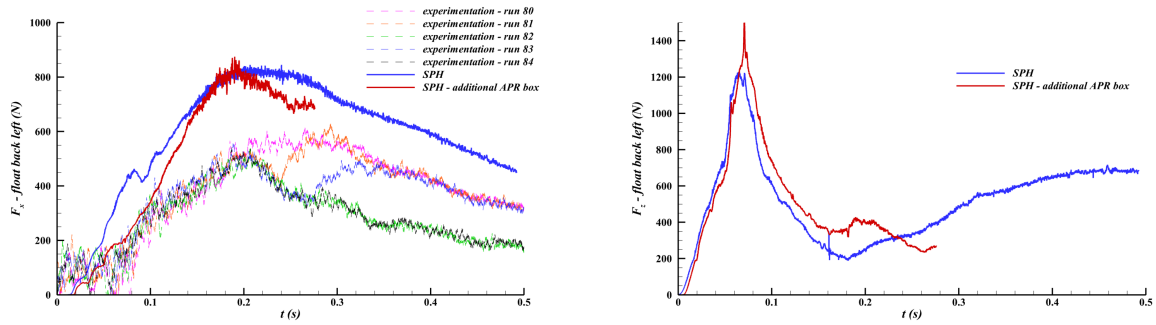 experimentation - run 80
experimentation - run 81
experimentation - run 82
experimentation - run 83
experimentation - run 84
SPH
SPH - additional APR box
F_x - float back left (N)
1000
800
600
400
200
0
0
0.1
0.2
0.3
0.4
0.5
t (s)
SPH
SPH - additional APR box
F_z - float back left (N)
1400
1200
1000
800
600
400
200
0
0
0.1
0.2
0.3
0.4
0.5
t (s)